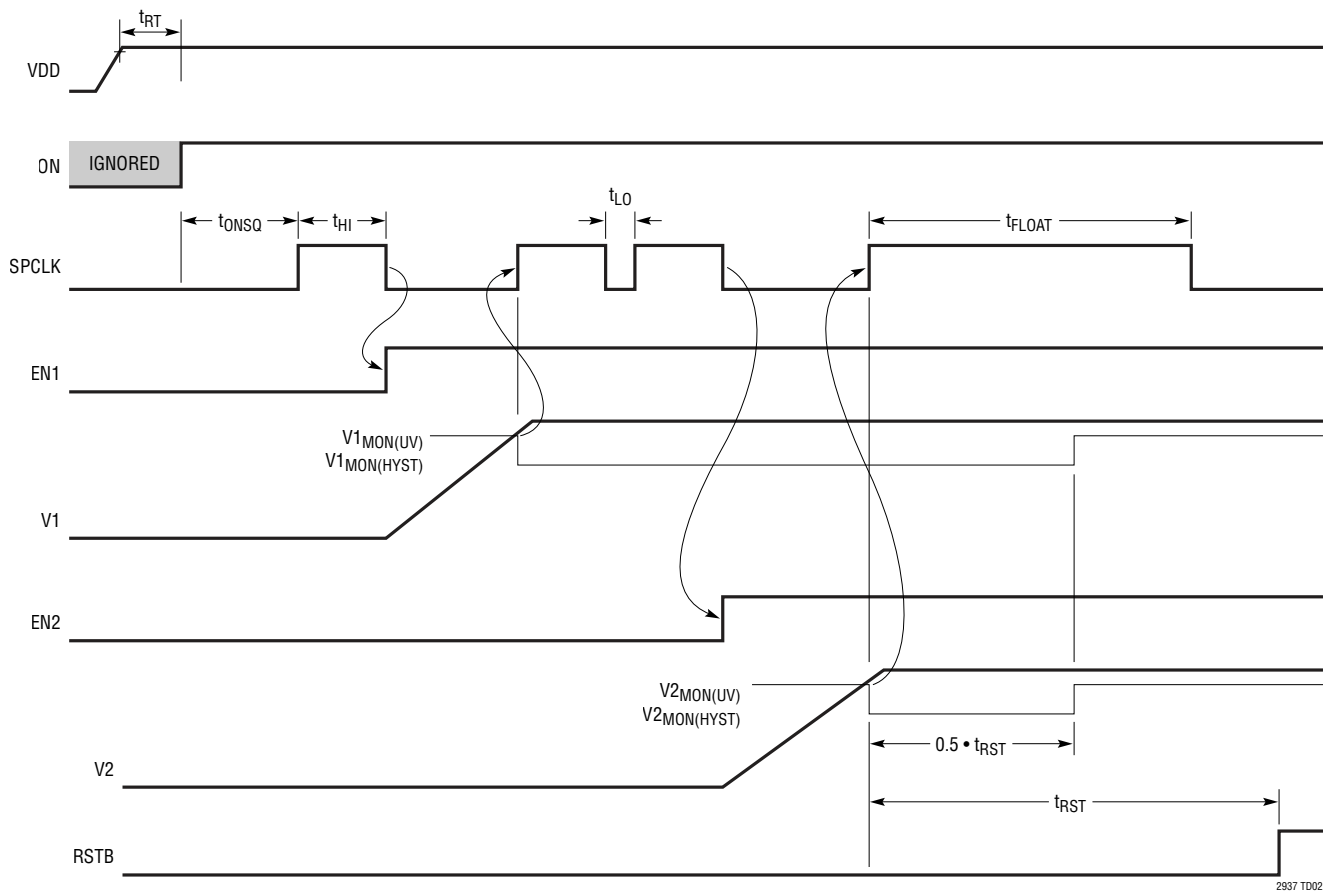 tRT
VDD
ON
IGNORED
tLO
tONSQ
tHI
tFLOAT
SPCLK
EN1
V1MON(UV)
V1MON(HYST)
V1
EN2
V2MON(UV)
V2MON(HYST)
0.5 • tRST
V2
tRST
RSTB
2937 TD02